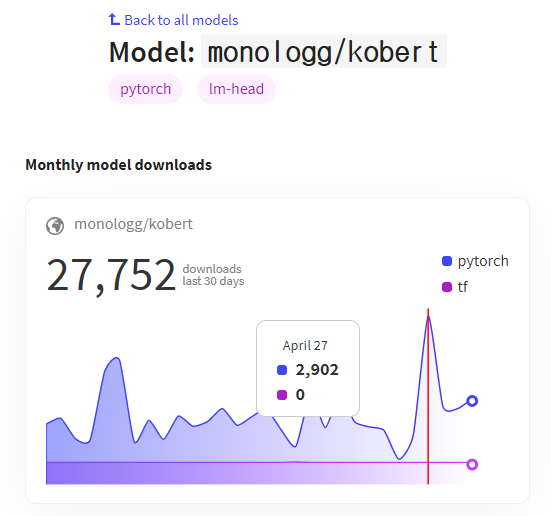 Back to all models
Model: monologg/kobert
pytorch lm-head
Monthly model downloads
monologg/kobert
27,752 downloads
last 30 days
pytorch
tf
April 27
2,902
0